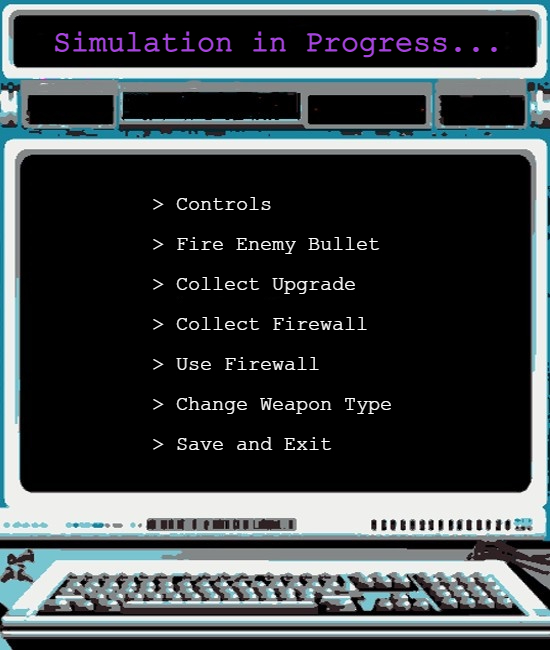 Simulation in Progress...
> Controls
> Fire Enemy Bullet
> Collect Upgrade
> Collect Firewall
> Use Firewall
> Change Weapon Type
> Save and Exit